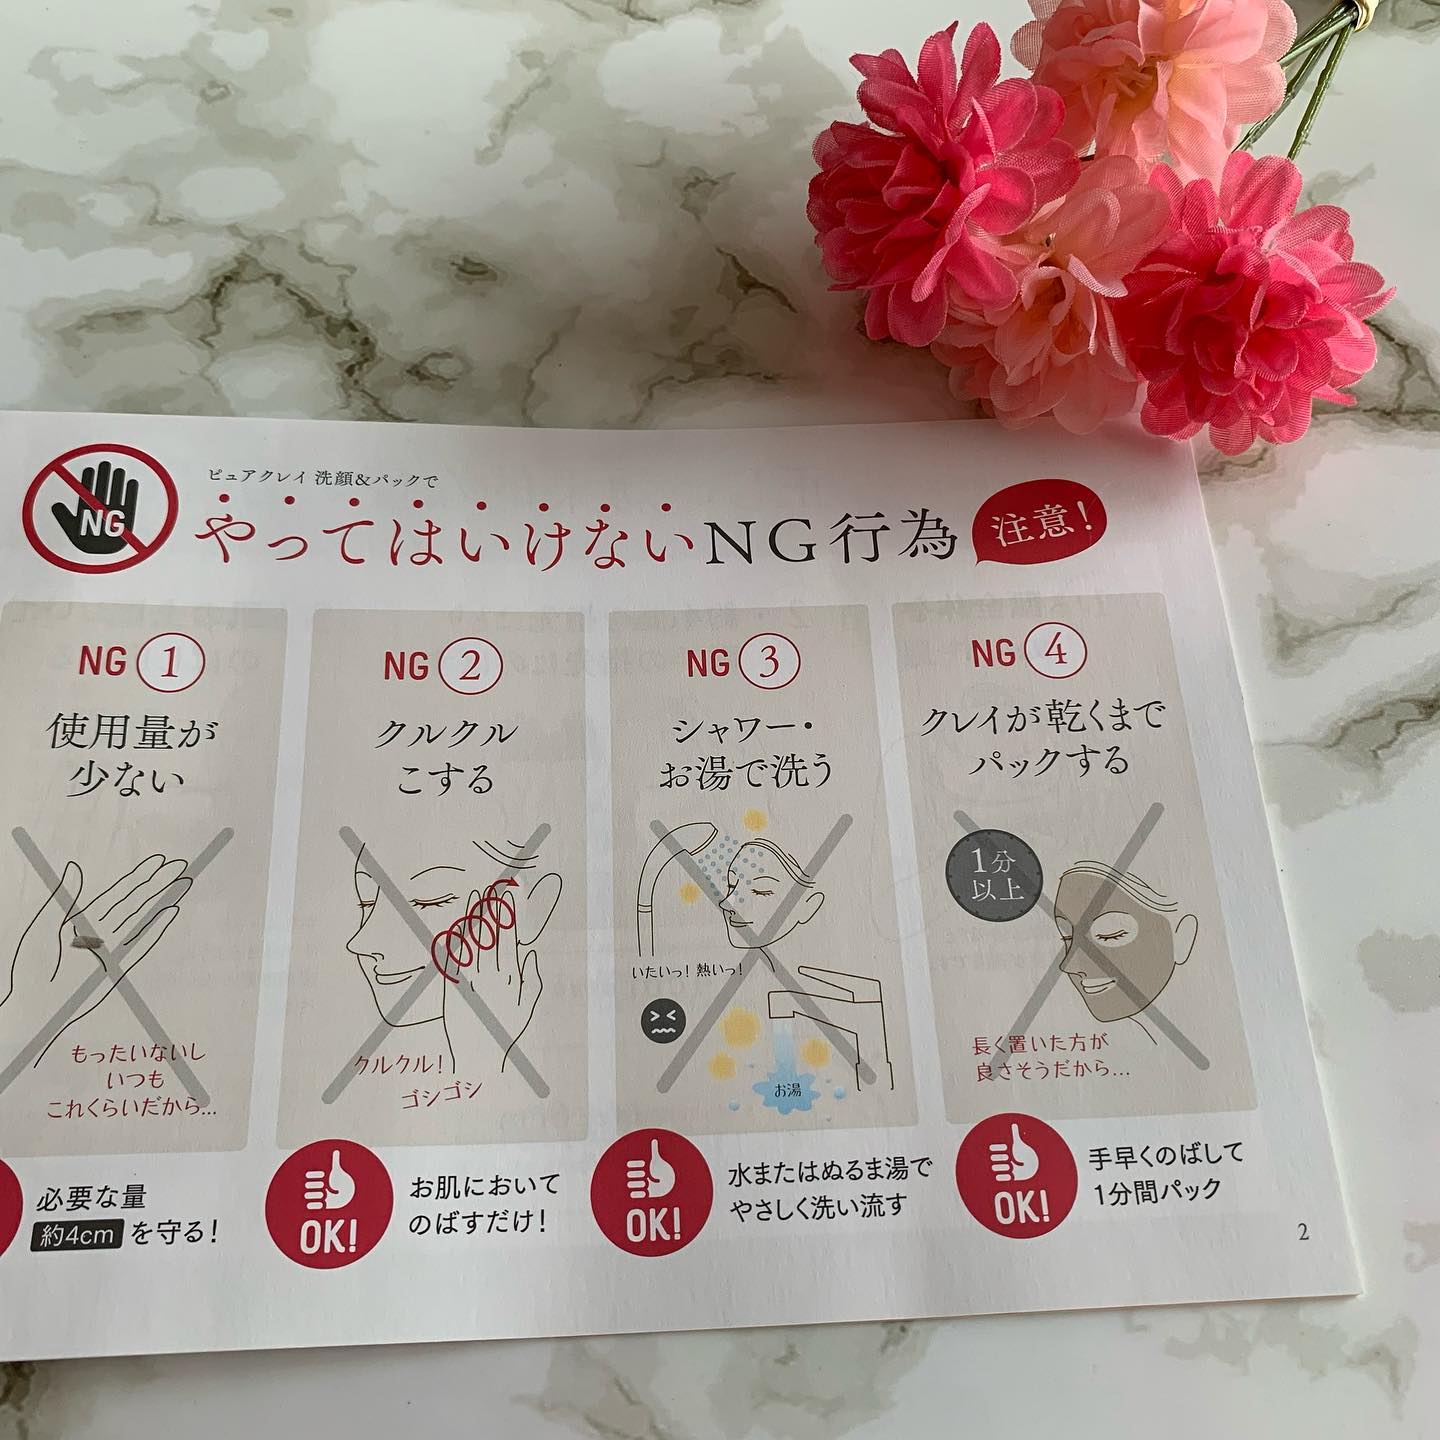 NG
ピュアクレイ 洗顔&パックで
やってはいけないNG行為
注意!
NG ①
使用量が
少ない
もったいないし
いつも
これくらいだから…
必要な量
約4cm を守る!
NG ②
クルクル
こする
クルクル!
ゴシゴシ
OK!
お肌において
のばすだけ!
NG ③
シャワー・
お湯で洗う
いたいっ! 熱いっ!
お湯
OK!
水またはぬるま湯で
やさしく洗い流す
NG ④
クレイが乾くまで
パックする
1分
以上
長く置いた方が
良さそうだから…
OK!
手早くのばして
1分間パック
2